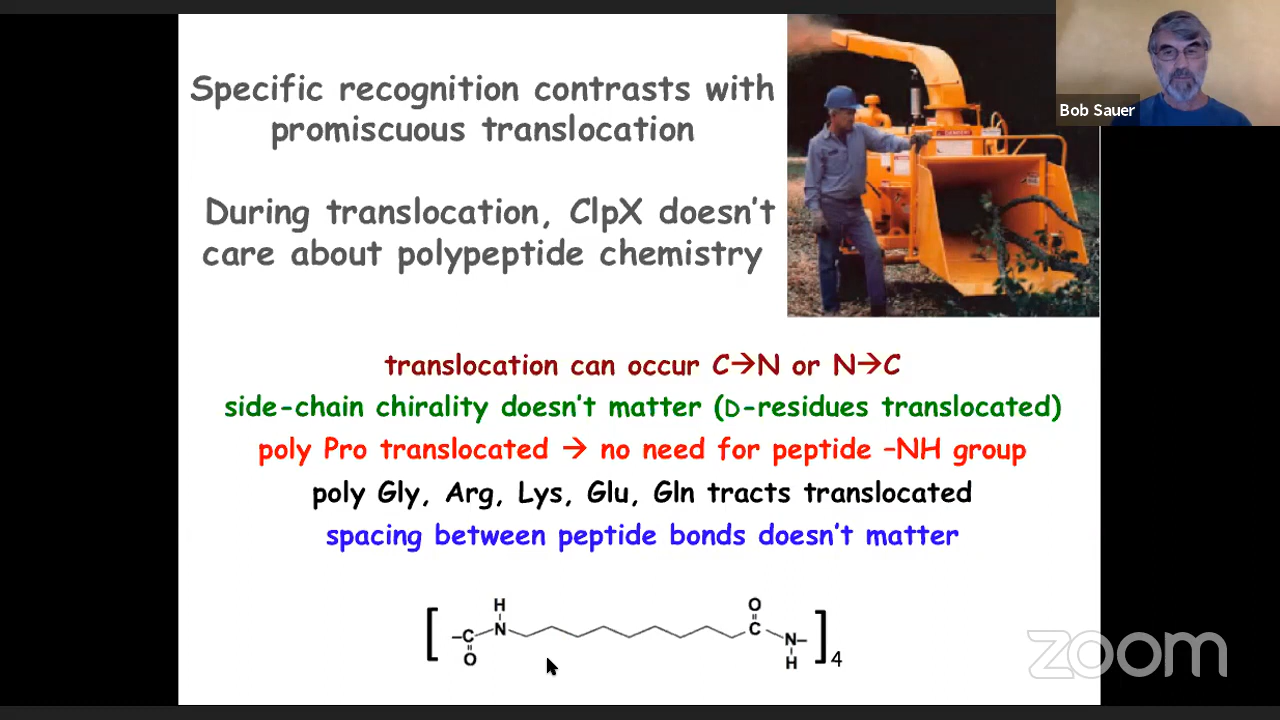 Specific recognition contrasts with
promiscuous translocation
During translocation, ClpX doesn't
care about polypeptide chemistry
Bob Sauer
translocation can occur C→N or N→C
side-chain chirality doesn't matter (D-residues translocated)
poly Pro translocated → no need for peptide –NH group
poly Gly, Arg, Lys, Glu, Gln tracts translocated
spacing between peptide bonds doesn't matter
H O
[ –C N C N– ]4
O H
zoom